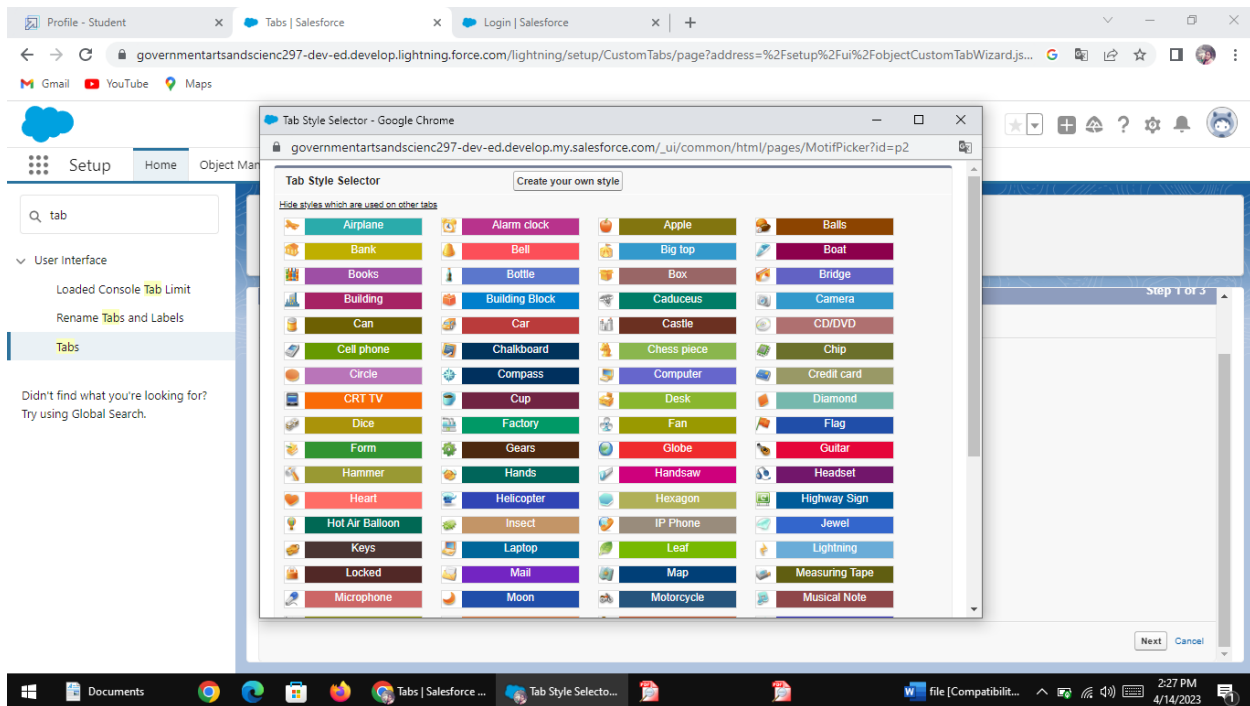 Profile - Student
Tabs | Salesforce
Login | Salesforce
governmentartsandscienc297-dev-ed.develop.lightning.force.com/lightning/setup/CustomTabs/page?address=%2Fsetup%2Fui%2FobjectCustomTabWizard.js...
Gmail YouTube Maps
Tab Style Selector - Google Chrome
governmentartsandscienc297-dev-ed.develop.my.salesforce.com/_ui/common/html/pages/MotifPicker?id=p2
Setup Home Object Man
Tab Style Selector Create your own style
Hide styles which are used on other tabs
tab
User Interface
Loaded Console Tab Limit
Rename Tabs and Labels
Tabs
Didn't find what you're looking for?
Try using Global Search.
Airplane Alarm clock Apple Balls
Bank Bell Big top Boat
Books Bottle Box Bridge
Building Building Block Caduceus Camera
Can Car Castle CD/DVD
Cell phone Chalkboard Chess piece Chip
Circle Compass Computer Credit card
CRT TV Cup Desk Diamond
Dice Factory Fan Flag
Form Gears Globe Guitar
Hammer Hands Handsaw Headset
Heart Helicopter Hexagon Highway Sign
Hot Air Balloon Insect IP Phone Jewel
Keys Laptop Leaf Lightning
Locked Mail Map Measuring Tape
Microphone Moon Motorcycle Musical Note
Step 1 of 3
Next Cancel
Documents
Tabs | Salesforce ...
Tab Style Selecto...
file [Compatibilit...
2:27 PM
4/14/2023